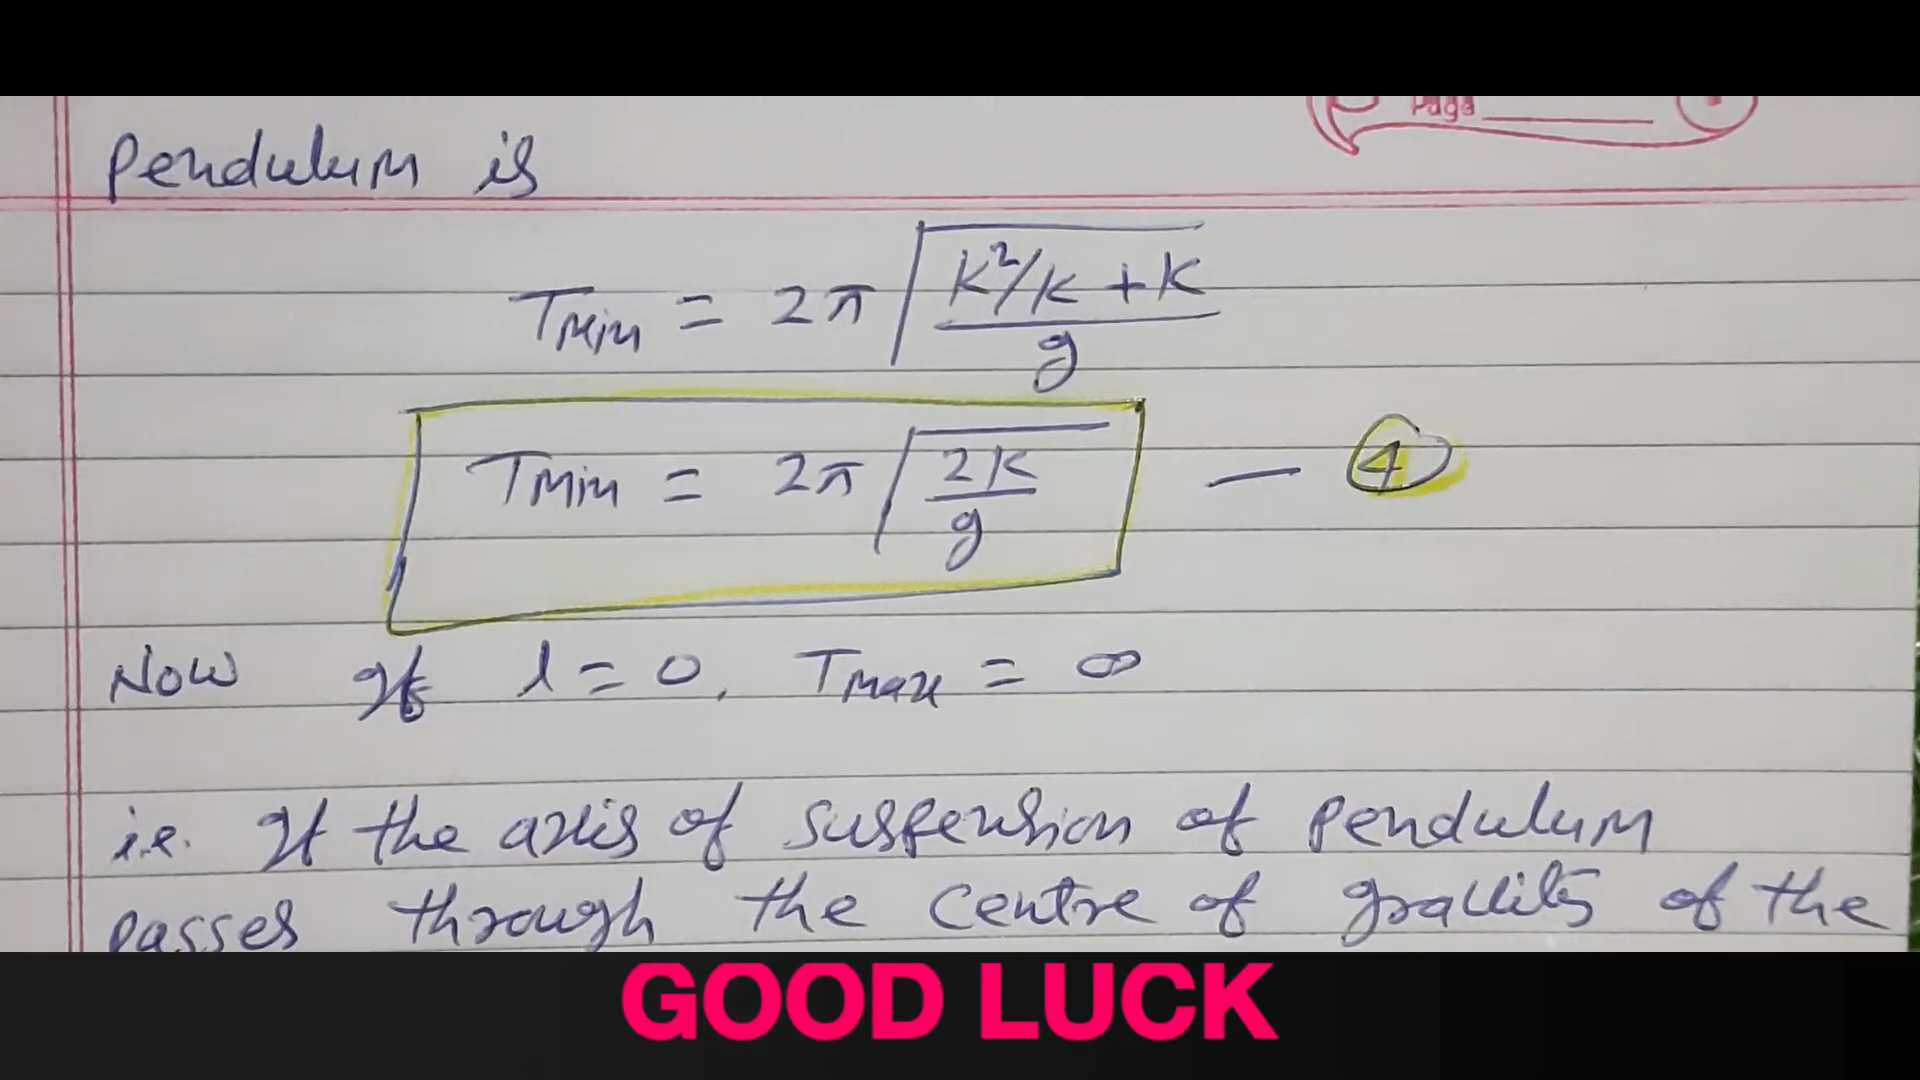 Page
Pendulum is
Tmin = 2π √((k²/k + k)/g)
Tmin = 2π √(2k/g) — ④
Now If l = 0, Tmax = ∞
i.e. If the axis of suspension of pendulum
passes through the centre of gravity of the
GOOD LUCK